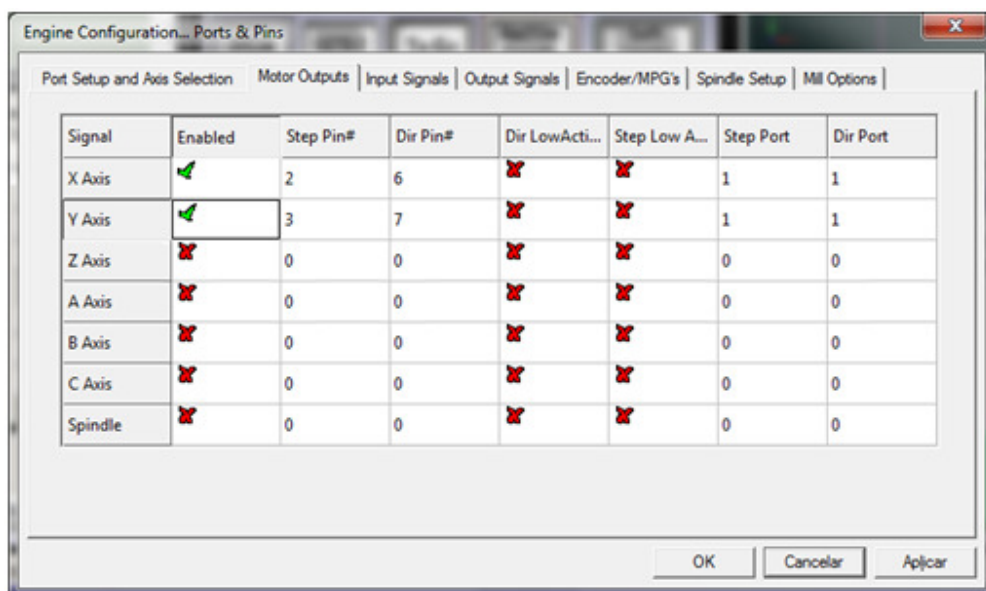 Engine Configuration... Ports & Pins
Port Setup and Axis Selection Motor Outputs Input Signals Output Signals Encoder/MPG's Spindle Setup Mill Options
Signal Enabled Step Pin# Dir Pin# Dir LowActi... Step Low A... Step Port Dir Port
X Axis 2 6 1 1
Y Axis 3 7 1 1
Z Axis 0 0 0 0
A Axis 0 0 0 0
B Axis 0 0 0 0
C Axis 0 0 0 0
Spindle 0 0 0 0
OK Cancelar Aplicar